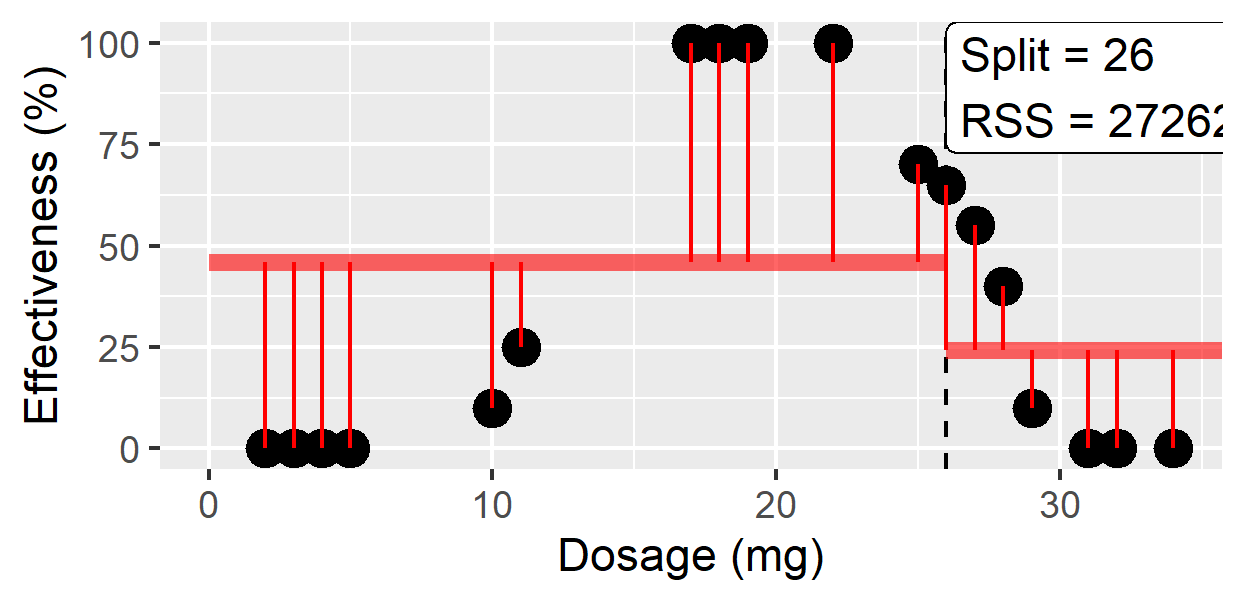 Split = 26
RSS = 27262
100
75
50
25
0
Effectiveness (%)
0 10 20 30
Dosage (mg)